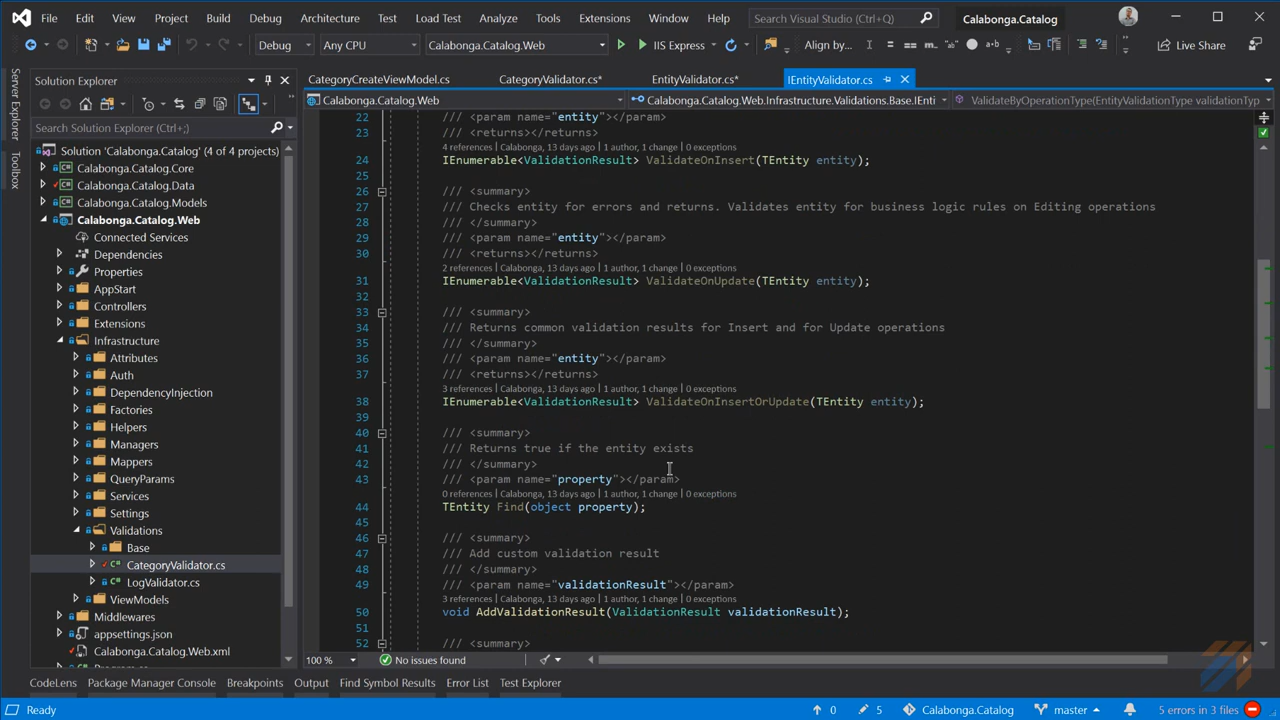 File Edit View Project Build Debug Architecture Test Load Test Analyze Tools Extensions Window Help Search Visual Studio (Ctrl+Q) Calabonga.Catalog
Debug Any CPU Calabonga.Catalog.Web IIS Express Align by... Live Share
Server Explorer
Toolbox
Solution Explorer
Search Solution Explorer (Ctrl+;)
Solution 'Calabonga.Catalog' (4 of 4 projects)
Calabonga.Catalog.Core
Calabonga.Catalog.Data
Calabonga.Catalog.Models
Calabonga.Catalog.Web
Connected Services
Dependencies
Properties
AppStart
Controllers
Extensions
Infrastructure
Attributes
Auth
DependencyInjection
Factories
Helpers
Managers
Mappers
QueryParams
Services
Settings
Validations
Base
CategoryValidator.cs
LogValidator.cs
ViewModels
Middlewares
appsettings.json
Calabonga.Catalog.Web.xml
CategoryCreateViewModel.cs CategoryValidator.cs* EntityValidator.cs* IEntityValidator.cs
Calabonga.Catalog.Web Calabonga.Catalog.Web.Infrastructure.Validations.Base.IEnti ValidateByOperationType(EntityValidationType validationTyp
22 /// <param name="entity"></param>
23 /// <returns></returns>
4 references | Calabonga, 13 days ago | 1 author, 1 change | 0 exceptions
24 IEnumerable<ValidationResult> ValidateOnInsert(TEntity entity);
25
26 /// <summary>
27 /// Checks entity for errors and returns. Validates entity for business logic rules on Editing operations
28 /// </summary>
29 /// <param name="entity"></param>
30 /// <returns></returns>
2 references | Calabonga, 13 days ago | 1 author, 1 change | 0 exceptions
31 IEnumerable<ValidationResult> ValidateOnUpdate(TEntity entity);
32
33 /// <summary>
34 /// Returns common validation results for Insert and for Update operations
35 /// </summary>
36 /// <param name="entity"></param>
37 /// <returns></returns>
3 references | Calabonga, 13 days ago | 1 author, 1 change | 0 exceptions
38 IEnumerable<ValidationResult> ValidateOnInsertOrUpdate(TEntity entity);
39
40 /// <summary>
41 /// Returns true if the entity exists
42 /// </summary>
43 /// <param name="property"></param>
0 references | Calabonga, 13 days ago | 1 author, 1 change | 0 exceptions
44 TEntity Find(object property);
45
46 /// <summary>
47 /// Add custom validation result
48 /// </summary>
49 /// <param name="validationResult"></param>
3 references | Calabonga, 13 days ago | 1 author, 1 change | 0 exceptions
50 void AddValidationResult(ValidationResult validationResult);
51
52 /// <summary>
100 % No issues found
CodeLens Package Manager Console Breakpoints Output Find Symbol Results Error List Test Explorer
Ready 0 5 Calabonga.Catalog master 5 errors in 3 files